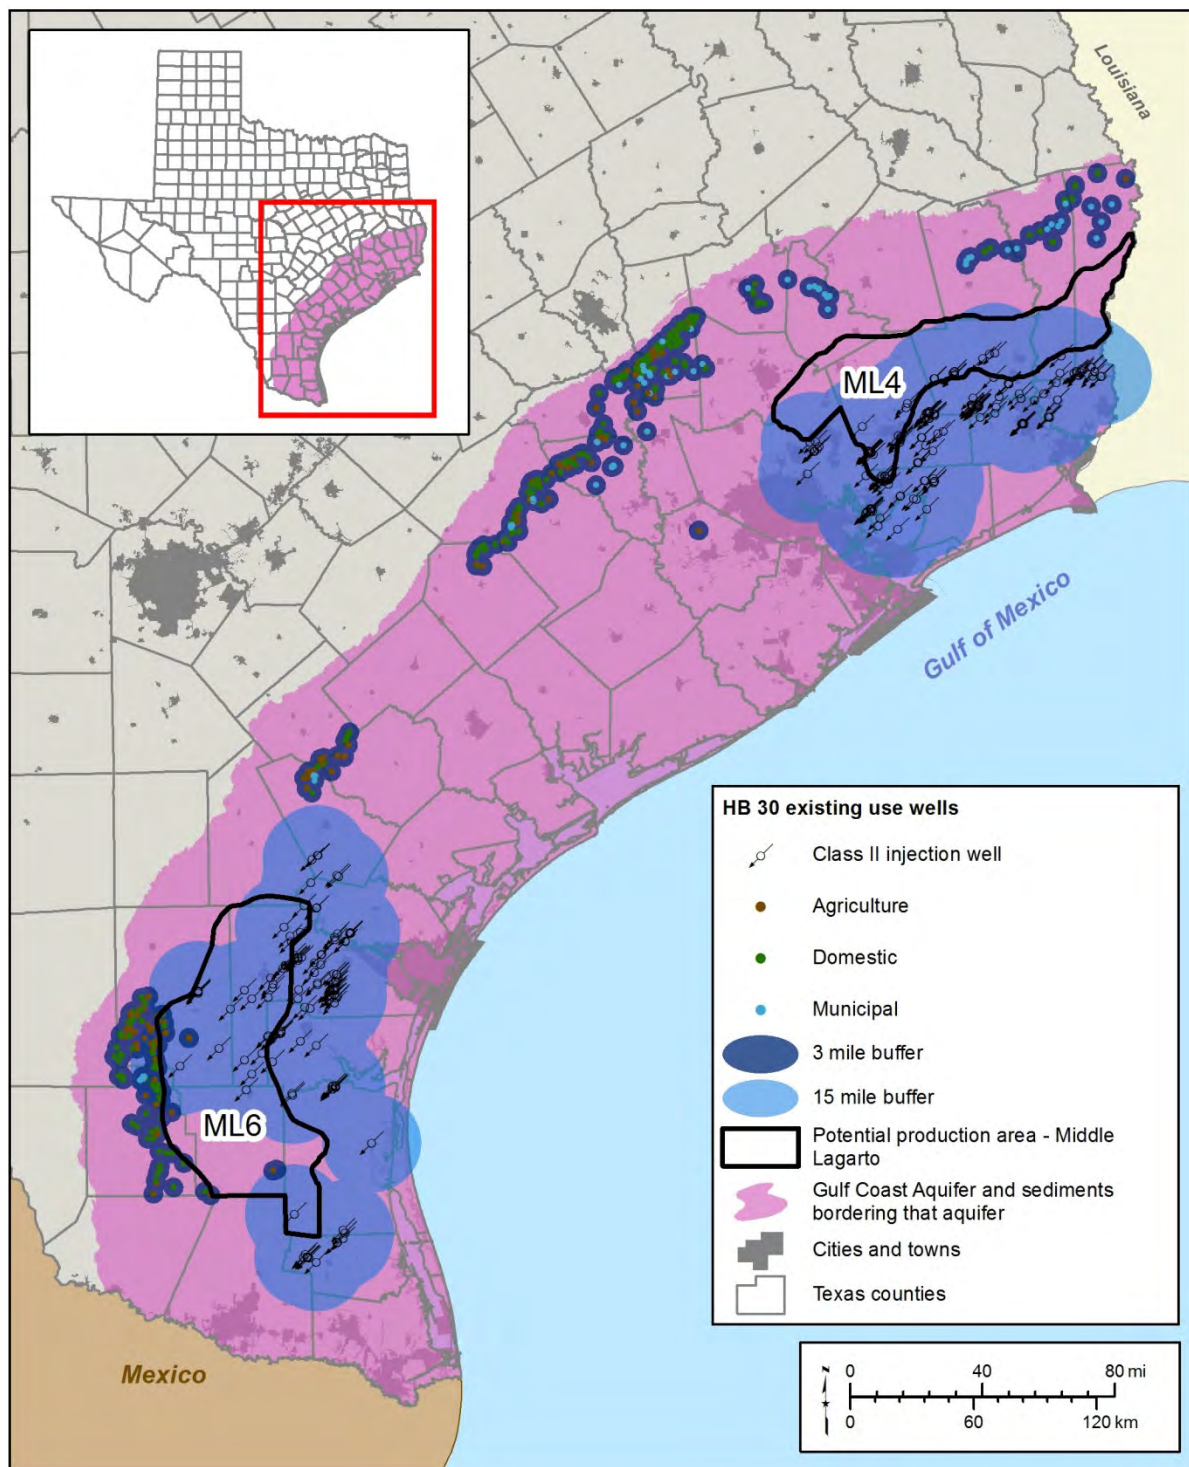 Louisiana
ML4
Gulf of Mexico
ML6
Mexico
HB 30 existing use wells
Class II injection well
Agriculture
Domestic
Municipal
3 mile buffer
15 mile buffer
Potential production area - Middle
Lagarto
Gulf Coast Aquifer and sediments
bordering that aquifer
Cities and towns
Texas counties
N
0 40 80 mi
0 60 120 km